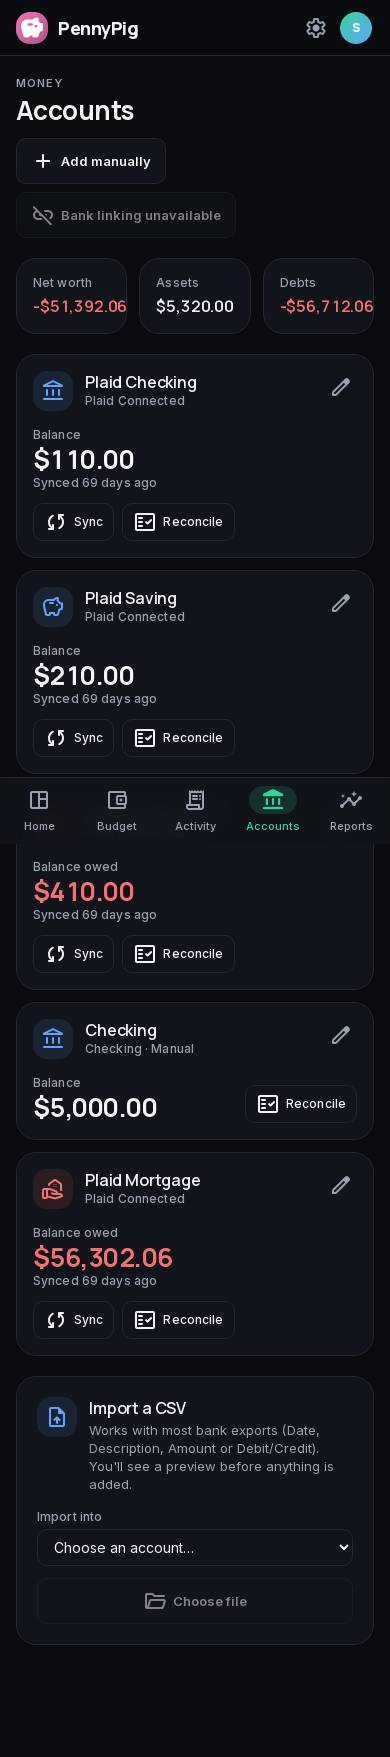 PennyPig
S
MONEY
Accounts
Add manually
Bank linking unavailable
Net worth
-$51,392.06
Assets
$5,320.00
Debts
-$56,712.06
Plaid Checking
Plaid Connected
Balance
$110.00
Synced 69 days ago
Sync
Reconcile
Plaid Saving
Plaid Connected
Balance
$210.00
Synced 69 days ago
Sync
Reconcile
Home
Budget
Activity
Accounts
Reports
Balance owed
$410.00
Synced 69 days ago
Sync
Reconcile
Checking
Checking · Manual
Balance
$5,000.00
Reconcile
Plaid Mortgage
Plaid Connected
Balance owed
$56,302.06
Synced 69 days ago
Sync
Reconcile
Import a CSV
Works with most bank exports (Date,
Description, Amount or Debit/Credit).
You'll see a preview before anything is
added.
Import into
Choose an account…
Choose file